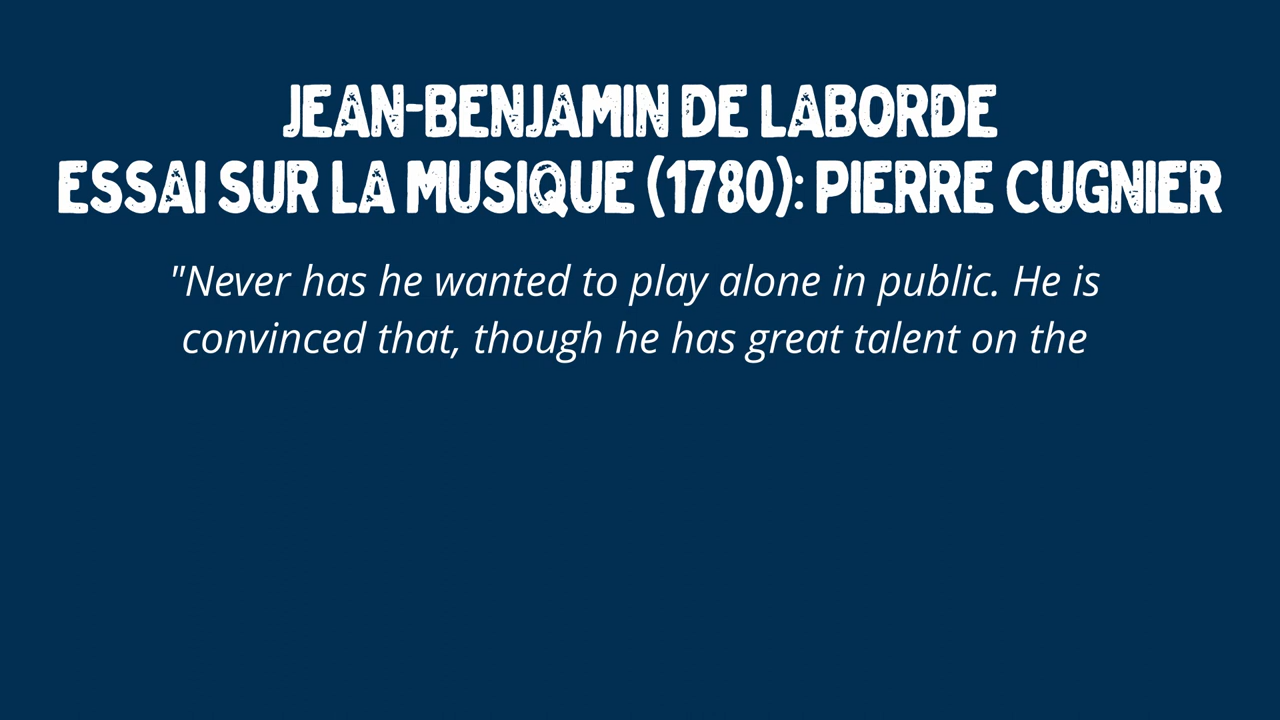 JEAN-BENJAMIN DE LABORDE
ESSAI SUR LA MUSIQUE (1780): PIERRE CUGNIER
"Never has he wanted to play alone in public. He is
convinced that, though he has great talent on the